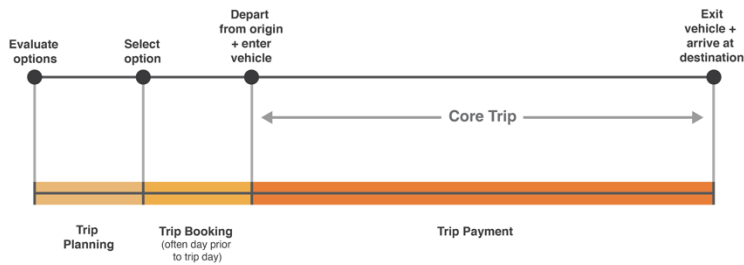 Evaluate
options
Select
option
Depart
from origin
+ enter
vehicle
Exit
vehicle +
arrive at
destination
Core Trip
Trip
Planning
Trip Booking
(often day prior
to trip day)
Trip Payment